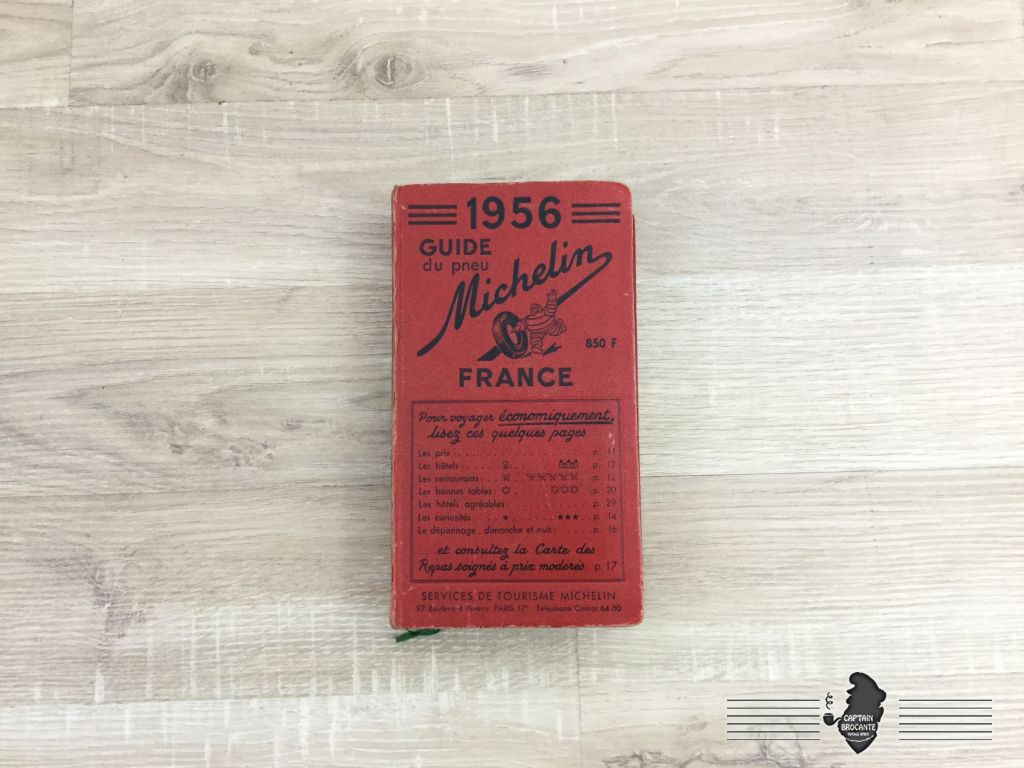 1956
GUIDE
du pneu
Michelin
850 F
FRANCE
Pour voyager économiquement,
lisez ces quelques pages
Les prix . . . . . . . . . . . . . . . . p. 11
Les hôtels . . . . . . . . . . p. 12
Les restaurants . . . . . . p. 12
Les bonnes tables . . . . . p. 20
Les hôtels agréables . . . . . . . . . . p. 29
Les curiosités . . . ★ . . . . . ★★★ . . p. 14
Le dépannage, dimanche et nuit . . . . . p. 16
et consultez la Carte des
Repas soignés à prix modérés . . p. 17
SERVICES DE TOURISME MICHELIN
97 Boulevard Pereire PARIS 17e Téléphone Carnot 64-00
CAPTAIN
BROCANTE